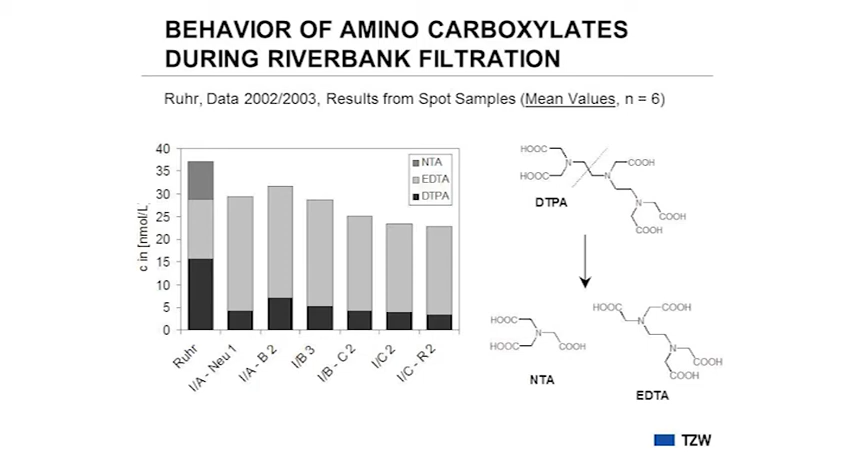 BEHAVIOR OF AMINO CARBOXYLATES
DURING RIVERBANK FILTRATION
Ruhr, Data 2002/2003, Results from Spot Samples (Mean Values, n = 6)
c in [nmol/L]
40
35
30
25
20
15
10
5
0
NTA
EDTA
DTPA
Ruhr
I/A - Neu 1
I/A - B 2
I/B 3
I/B - C 2
I/C 2
I/C - R 2
HOOC
N
COOH
HOOC
N
DTPA
N
COOH
COOH
HOOC
N
HOOC
COOH
NTA
HOOC
COOH
N
N
COOH
COOH
EDTA
TZW